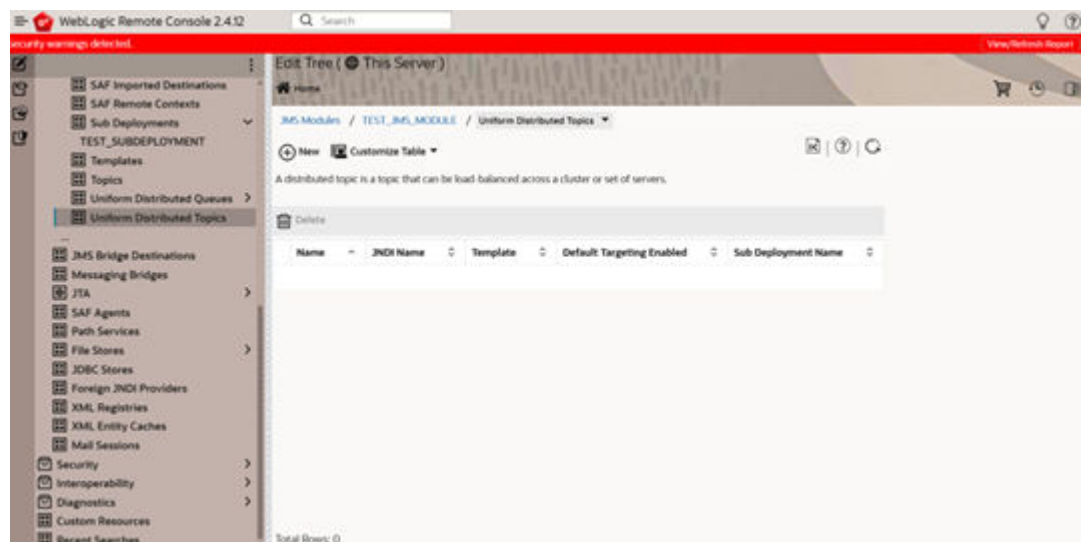 WebLogic Remote Console 2.4.12
Search
security warnings detected.
View/Refresh Report
SAF Imported Destinations
SAF Remote Contexts
Sub Deployments
TEST_SUBDEPLOYMENT
Templates
Topics
Uniform Distributed Queues
Uniform Distributed Topics
...
JMS Bridge Destinations
Messaging Bridges
JTA
SAF Agents
Path Services
File Stores
JDBC Stores
Foreign JNDI Providers
XML Registries
XML Entity Caches
Mail Sessions
Security
Interoperability
Diagnostics
Custom Resources
Recent Searches
Edit Tree ( This Server )
Home
JMS Modules / TEST_JMS_MODULE / Uniform Distributed Topics
New Customize Table
A distributed topic is a topic that can be load-balanced across a cluster or set of servers.
Delete
Name JNDI Name Template Default Targeting Enabled Sub Deployment Name
Total Rows: 0